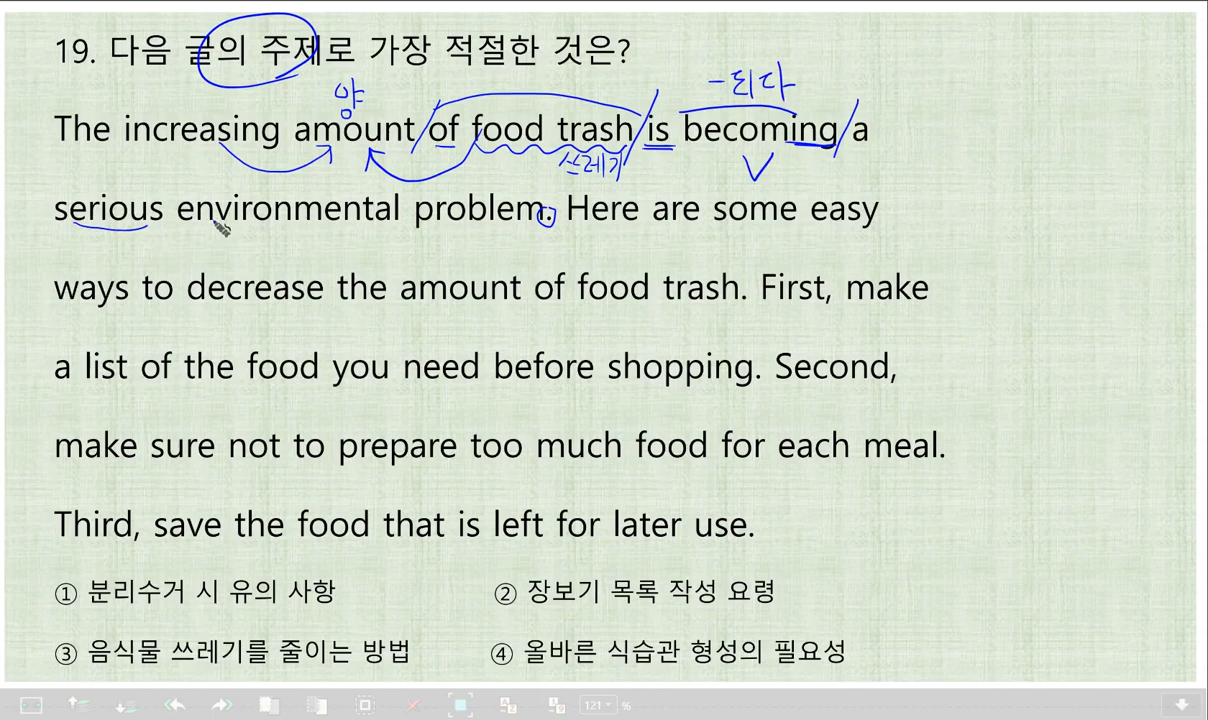 19. 다음 글의 주제로 가장 적절한 것은?
양
-되다
The increasing amount of food trash is becoming a
쓰레기
serious environmental problem. Here are some easy
ways to decrease the amount of food trash. First, make
a list of the food you need before shopping. Second,
make sure not to prepare too much food for each meal.
Third, save the food that is left for later use.
① 분리수거 시 유의 사항
② 장보기 목록 작성 요령
③ 음식물 쓰레기를 줄이는 방법
④ 올바른 식습관 형성의 필요성
121 %